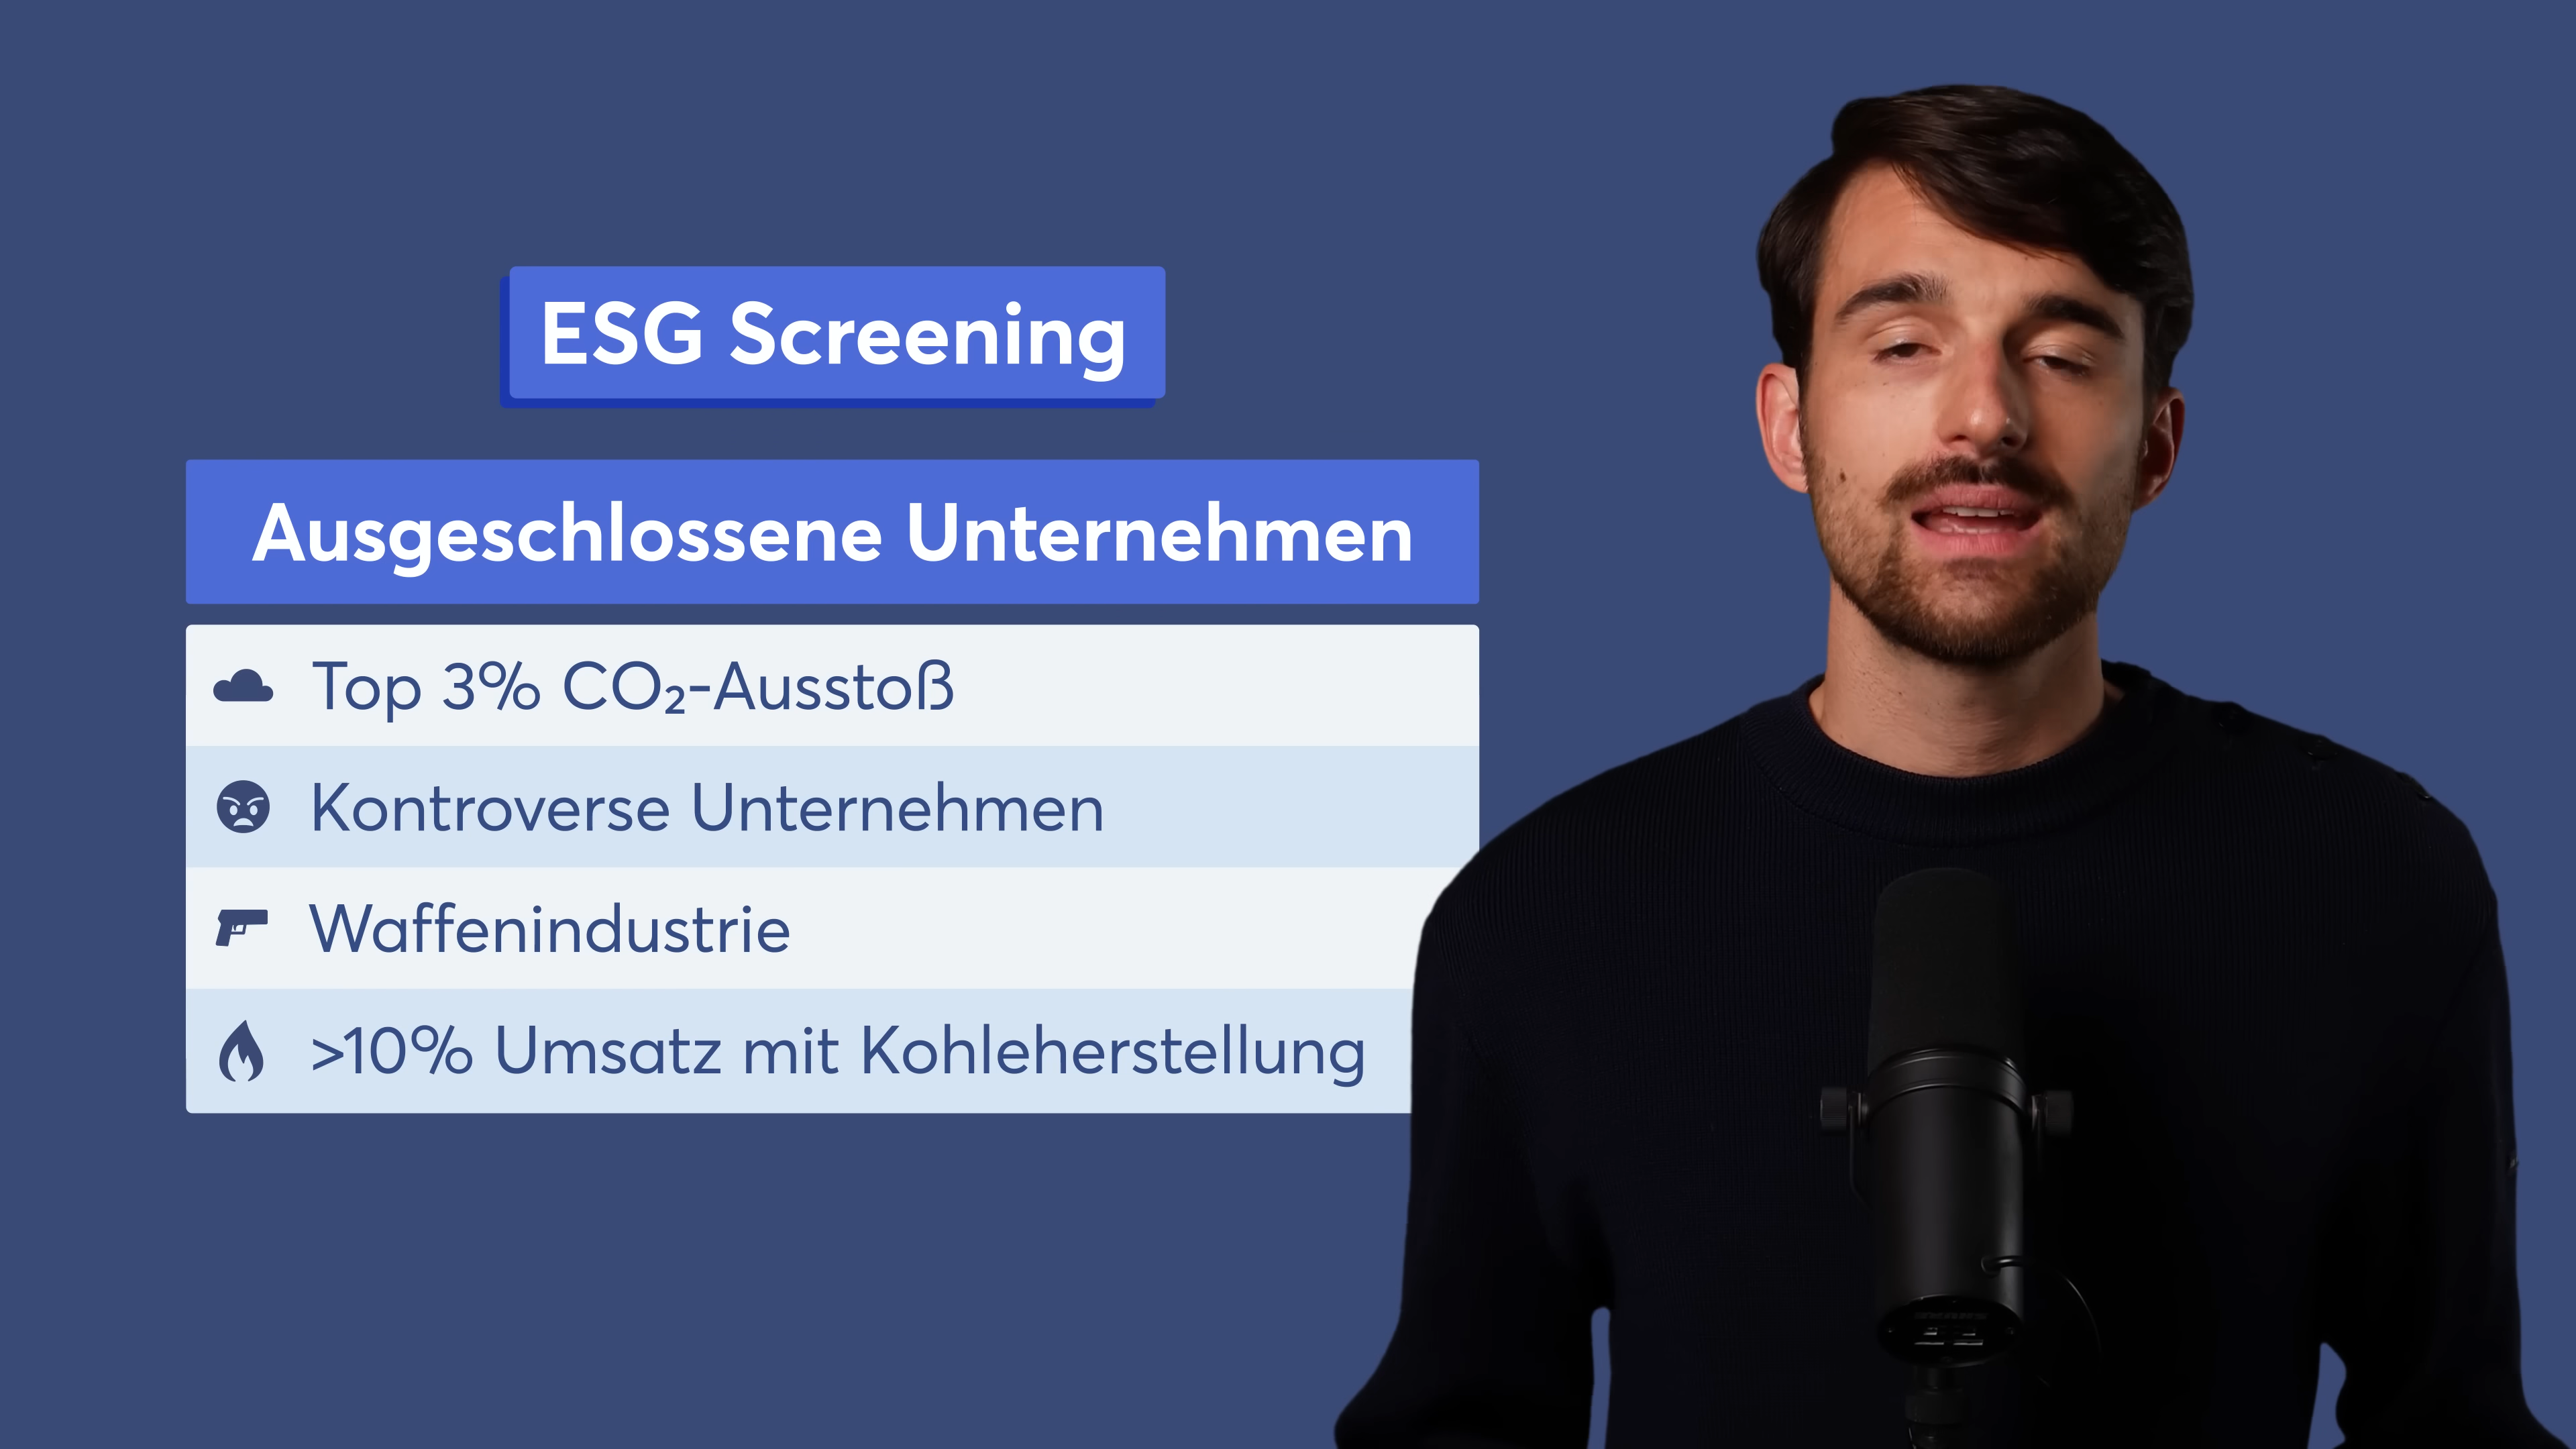 ESG Screening
Ausgeschlossene Unternehmen
Top 3% CO₂-Ausstoß
Kontroverse Unternehmen
Waffenindustrie
>10% Umsatz mit Kohleherstellung